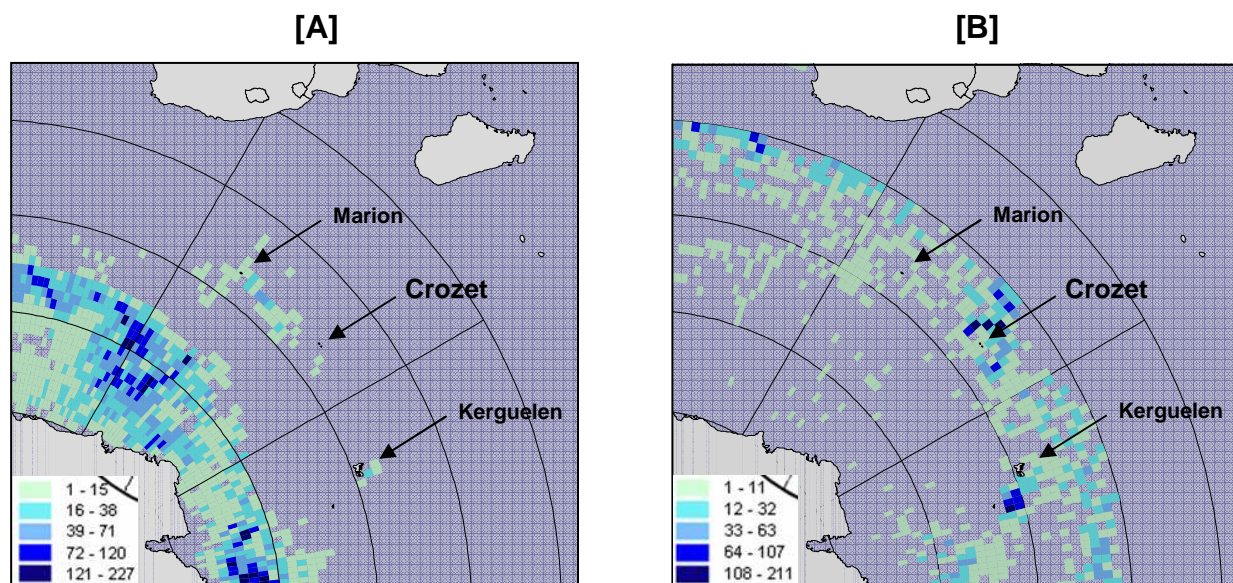 [A]
[B]
Marion
Crozet
Kerguelen
1 - 15
16 - 38
39 - 71
72 - 120
121 - 227
Marion
Crozet
Kerguelen
1 - 11
12 - 32
33 - 63
64 - 107
108 - 211